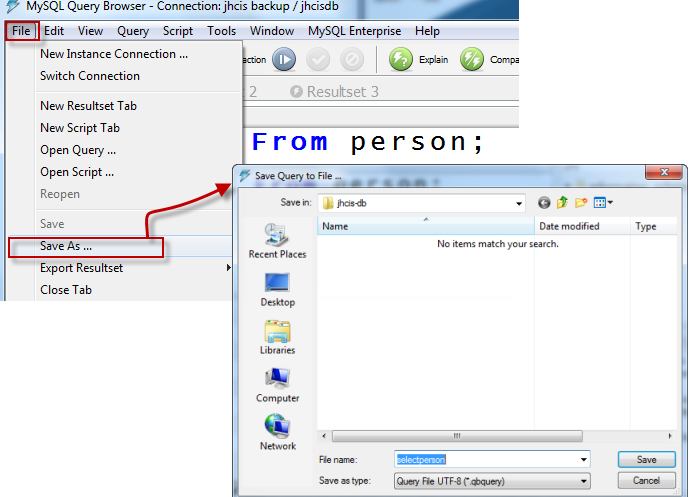 MySQL Query Browser - Connection: jhcis backup / jhcisdb
File Edit View Query Script Tools Window MySQL Enterprise Help
New Instance Connection ...
Switch Connection
action Explain Compa
New Resultset Tab
2 Resultset 3
New Script Tab
Open Query ...
From person;
Open Script ...
Reopen
Save
Save As ...
Export Resultset
Close Tab
Save Query to File ...
Save in: jhcis-db
Name Date modified Type
No items match your search.
Recent Places
Desktop
Libraries
Computer
Network
File name: selectperson Save
Save as type: Query File UTF-8 (*.qbquery) Cancel